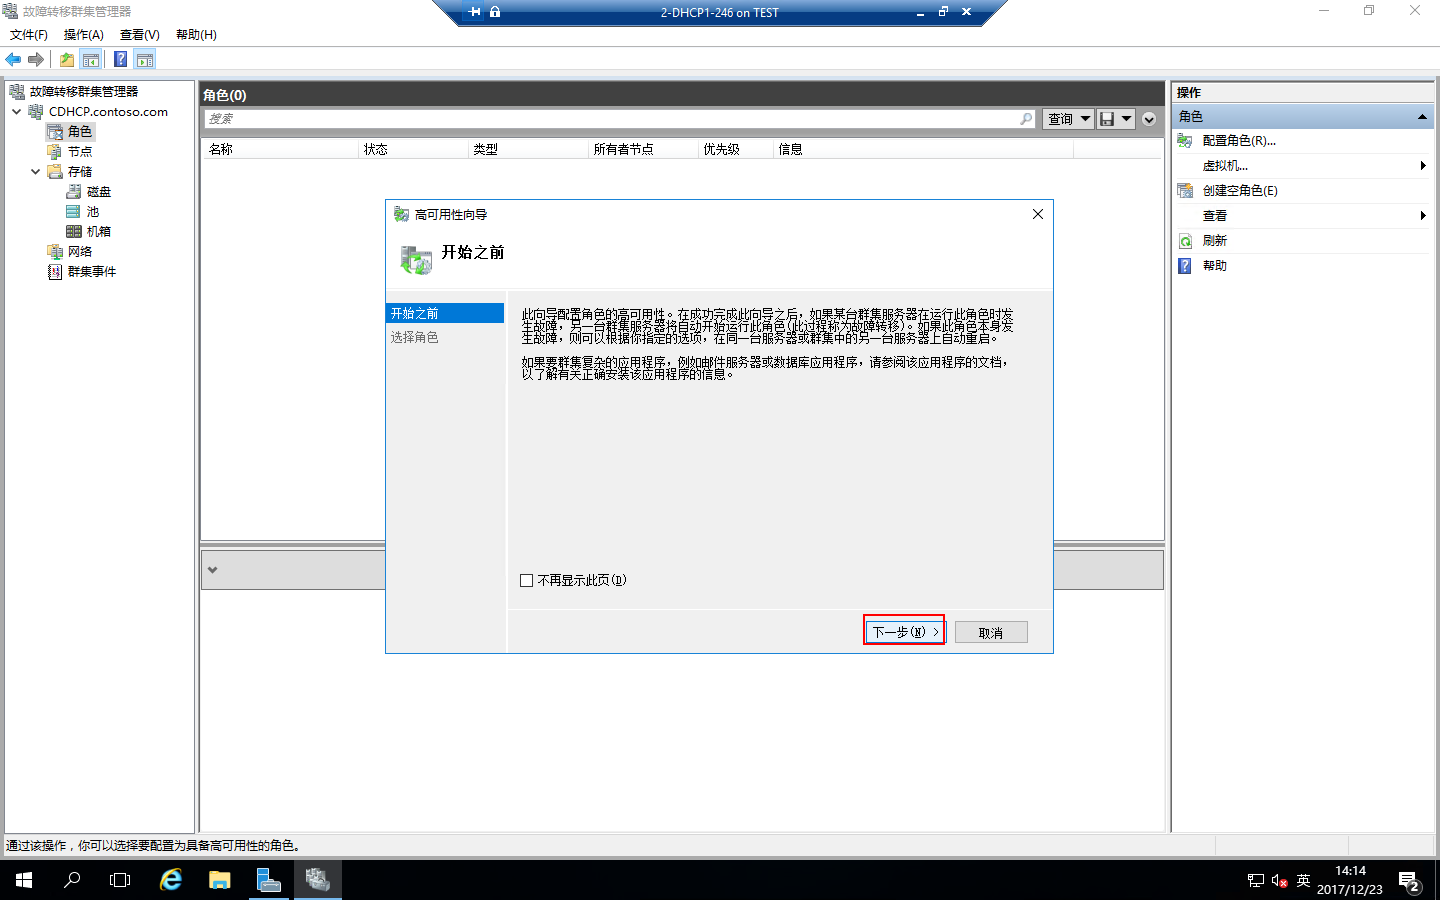 故障转移群集管理器
2-DHCP1-246 on TEST
文件(F) 操作(A) 查看(V) 帮助(H)
故障转移群集管理器
CDHCP.contoso.com
角色
节点
存储
磁盘
池
机箱
网络
群集事件
角色(0)
搜索
查询
名称 状态 类型 所有者节点 优先级 信息
高可用性向导
开始之前
开始之前
选择角色
此向导配置角色的高可用性。在成功完成此向导之后，如果某台群集服务器在运行此角色时发
生故障，另一台群集服务器将自动开始运行此角色(此过程称为故障转移)。如果此角色本身发
生故障，则可以根据你指定的选项，在同一台服务器或群集中的另一台服务器上自动重启。
如果要群集复杂的应用程序，例如邮件服务器或数据库应用程序，请参阅该应用程序的文档，
以了解有关正确安装该应用程序的信息。
不再显示此页(D)
下一步(N) >
取消
操作
角色
配置角色(R)...
虚拟机...
创建空角色(E)
查看
刷新
帮助
通过该操作，你可以选择要配置为具备高可用性的角色。
英
14:14
2017/12/23
2